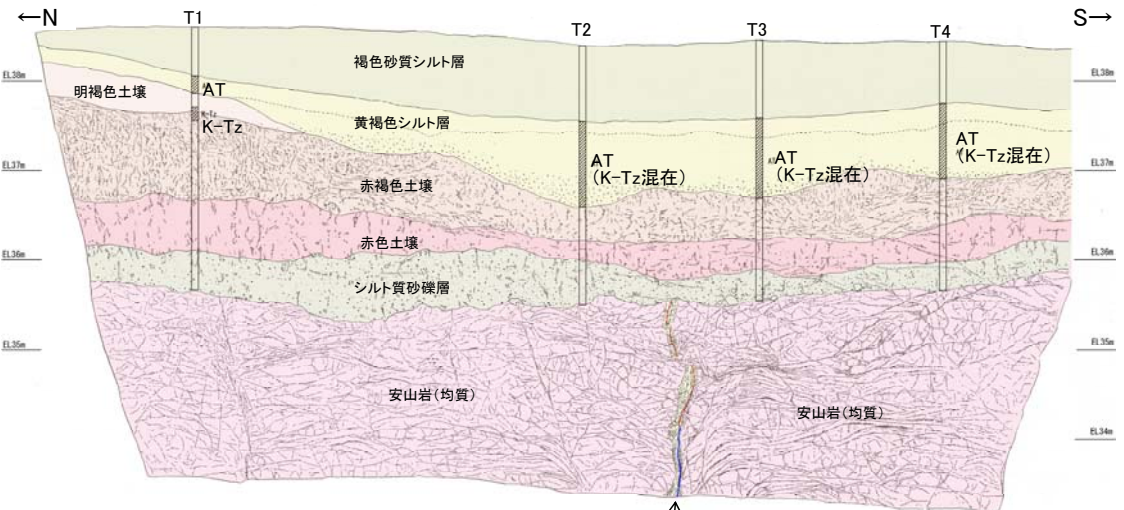 ←N
S→
T1
T2
T3
T4
褐色砂質シルト層
EL38m
EL38m
明褐色土壌
AT
K-Tz
K-Tz
黄褐色シルト層
AT
(K-Tz混在)
AT
AT
(K-Tz混在)
AT
(K-Tz混在)
EL37m
EL37m
赤褐色土壌
赤色土壌
EL36m
EL36m
シルト質砂礫層
EL35m
EL35m
安山岩(均質)
安山岩(均質)
EL34m
↑